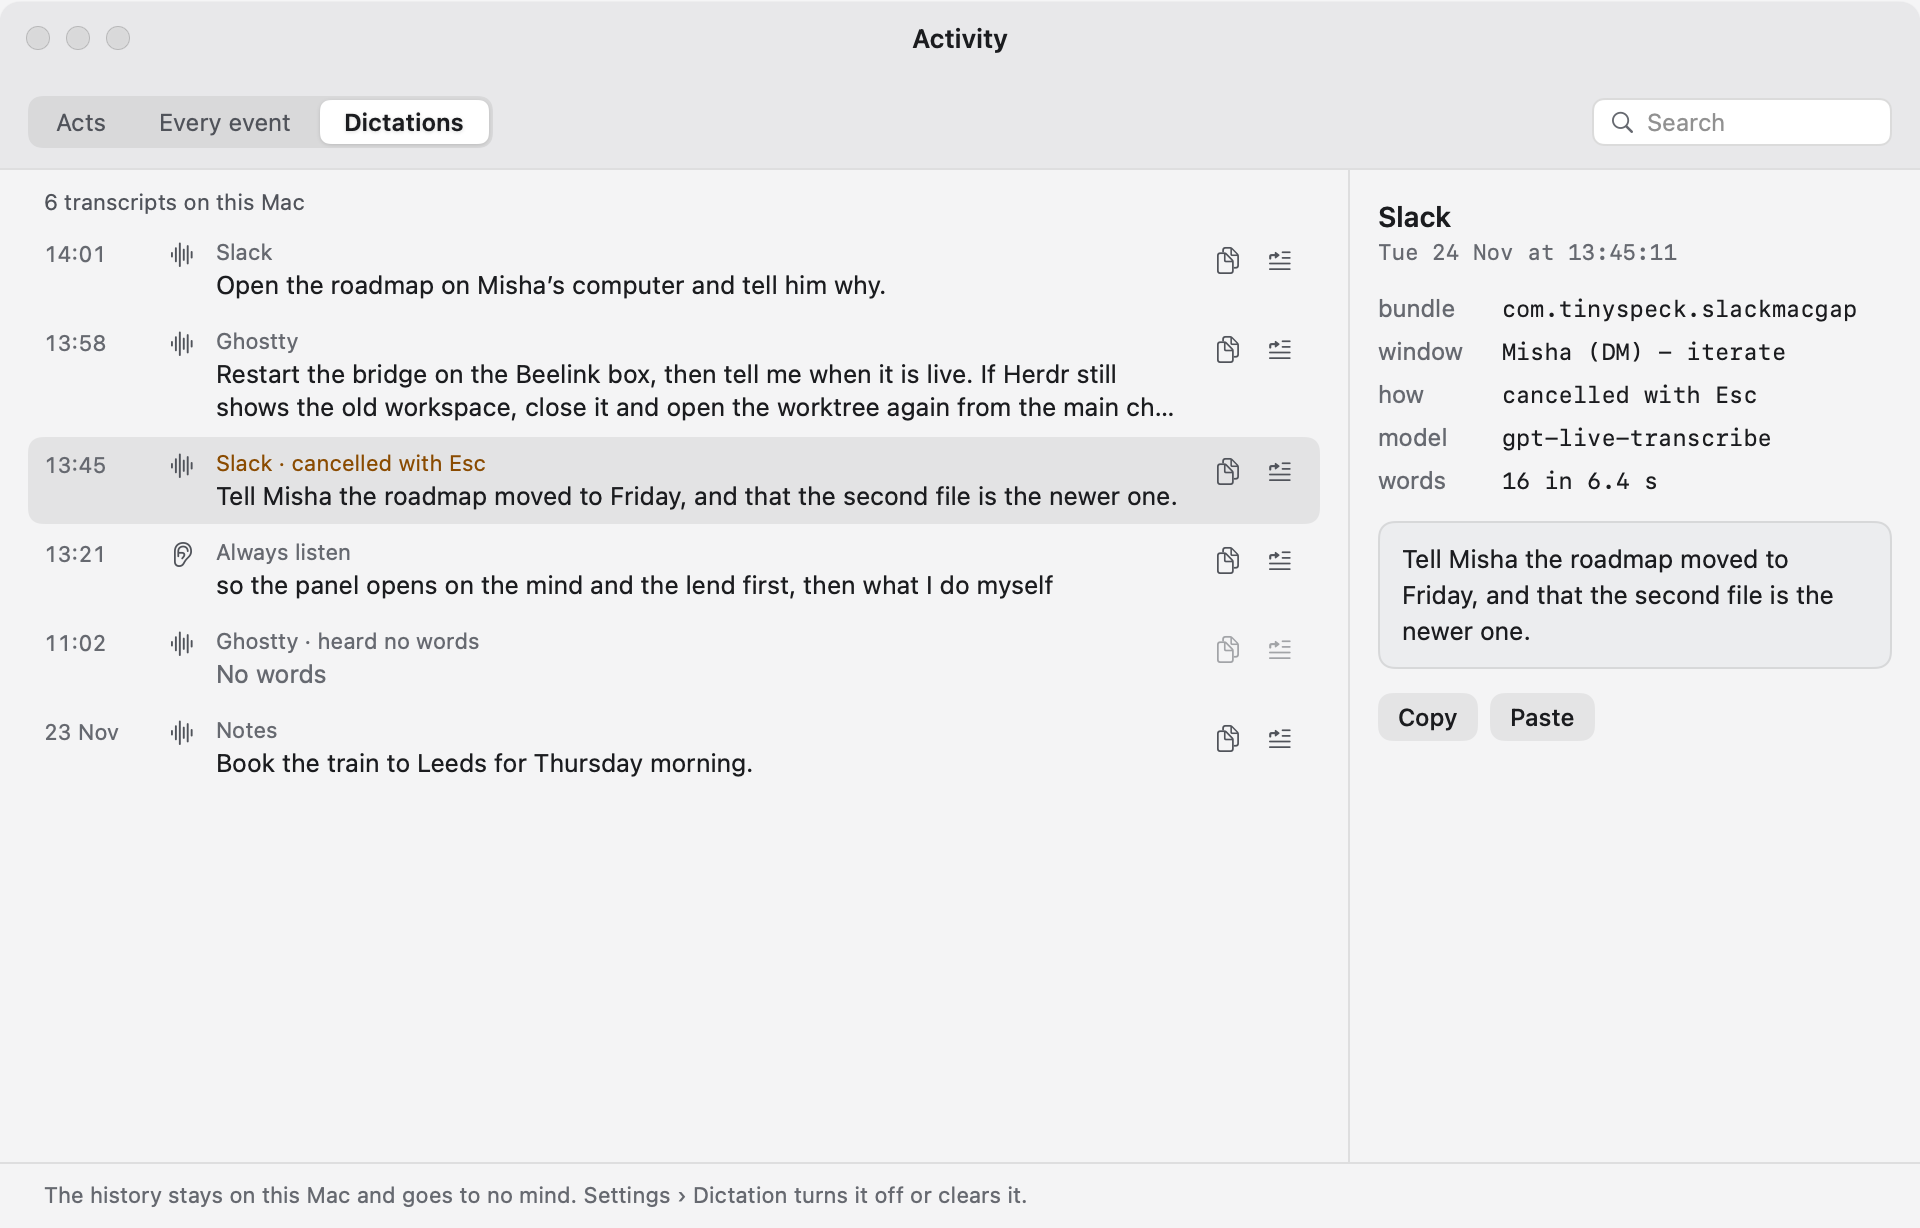 Activity
Acts
Every event
Dictations
Search
6 transcripts on this Mac
14:01
Slack
Open the roadmap on Misha’s computer and tell him why.
13:58
Ghostty
Restart the bridge on the Beelink box, then tell me when it is live. If Herdr still
shows the old workspace, close it and open the worktree again from the main ch...
13:45
Slack · cancelled with Esc
Tell Misha the roadmap moved to Friday, and that the second file is the newer one.
13:21
Always listen
so the panel opens on the mind and the lend first, then what I do myself
11:02
Ghostty · heard no words
No words
23 Nov
Notes
Book the train to Leeds for Thursday morning.
Slack
Tue 24 Nov at 13:45:11
bundle com.tinyspeck.slackmacgap
window Misha (DM) – iterate
how cancelled with Esc
model gpt-live-transcribe
words 16 in 6.4 s
Tell Misha the roadmap moved to
Friday, and that the second file is the
newer one.
Copy
Paste
The history stays on this Mac and goes to no mind. Settings › Dictation turns it off or clears it.